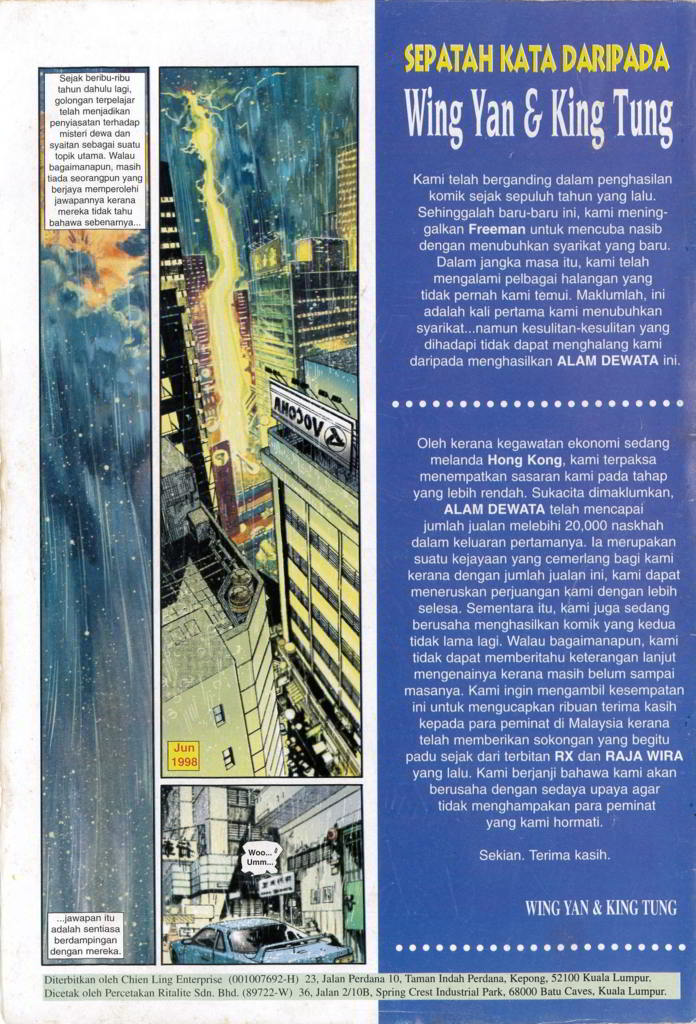 Sejak beribu-ribu
tahun dahulu lagi,
golongan terpelajar
telah menjadikan
penyiasatan terhadap
misteri dewa dan
syaitan sebagai suatu
topik utama. Walau
bagaimanapun, masih
tiada seorangpun yang
berjaya memperolehi
jawapannya kerana
mereka tidak tahu
bahawa sebenarnya...
...jawapan itu
adalah sentiasa
berdampingan
dengan mereka.
VOCOMA
Jun
1998
Woo...
Umm...
SEPATAH KATA DARIPADA
Wing Yan & King Tung
Kami telah berganding dalam penghasilan
komik sejak sepuluh tahun yang lalu.
Sehinggalah baru-baru ini, kami mening-
galkan Freeman untuk mencuba nasib
dengan menubuhkan syarikat yang baru.
Dalam jangka masa itu, kami telah
mengalami pelbagai halangan yang
tidak pernah kami temui. Maklumlah, ini
adalah kali pertama kami menubuhkan
syarikat...namun kesulitan-kesulitan yang
dihadapi tidak dapat menghalang kami
daripada menghasilkan ALAM DEWATA ini.
Oleh kerana kegawatan ekonomi sedang
melanda Hong Kong, kami terpaksa
menempatkan sasaran kami pada tahap
yang lebih rendah. Sukacita dimaklumkan,
ALAM DEWATA telah mencapai
jumlah jualan melebihi 20,000 naskhah
dalam keluaran pertamanya. Ia merupakan
suatu kejayaan yang cemerlang bagi kami
kerana dengan jumlah jualan ini, kami dapat
meneruskan perjuangan kami dengan lebih
selesa. Sementara itu, kami juga sedang
berusaha menghasilkan komik yang kedua
tidak lama lagi. Walau bagaimanapun, kami
tidak dapat memberitahu keterangan lanjut
mengenainya kerana masih belum sampai
masanya. Kami ingin mengambil kesempatan
ini untuk mengucapkan ribuan terima kasih
kepada para peminat di Malaysia kerana
telah memberikan sokongan yang begitu
padu sejak dari terbitan RX dan RAJA WIRA
yang lalu. Kami berjanji bahawa kami akan
berusaha dengan sedaya upaya agar
tidak menghampakan para peminat
yang kami hormati.
Sekian. Terima kasih.
WING YAN & KING TUNG
Diterbitkan oleh Chien Ling Enterprise (001007692-H) 23, Jalan Perdana 10, Taman Indah Perdana, Kepong, 52100 Kuala Lumpur.
Dicetak oleh Percetakan Ritalite Sdn. Bhd. (89722-W) 36, Jalan 2/10B, Spring Crest Industrial Park, 68000 Batu Caves, Kuala Lumpur.